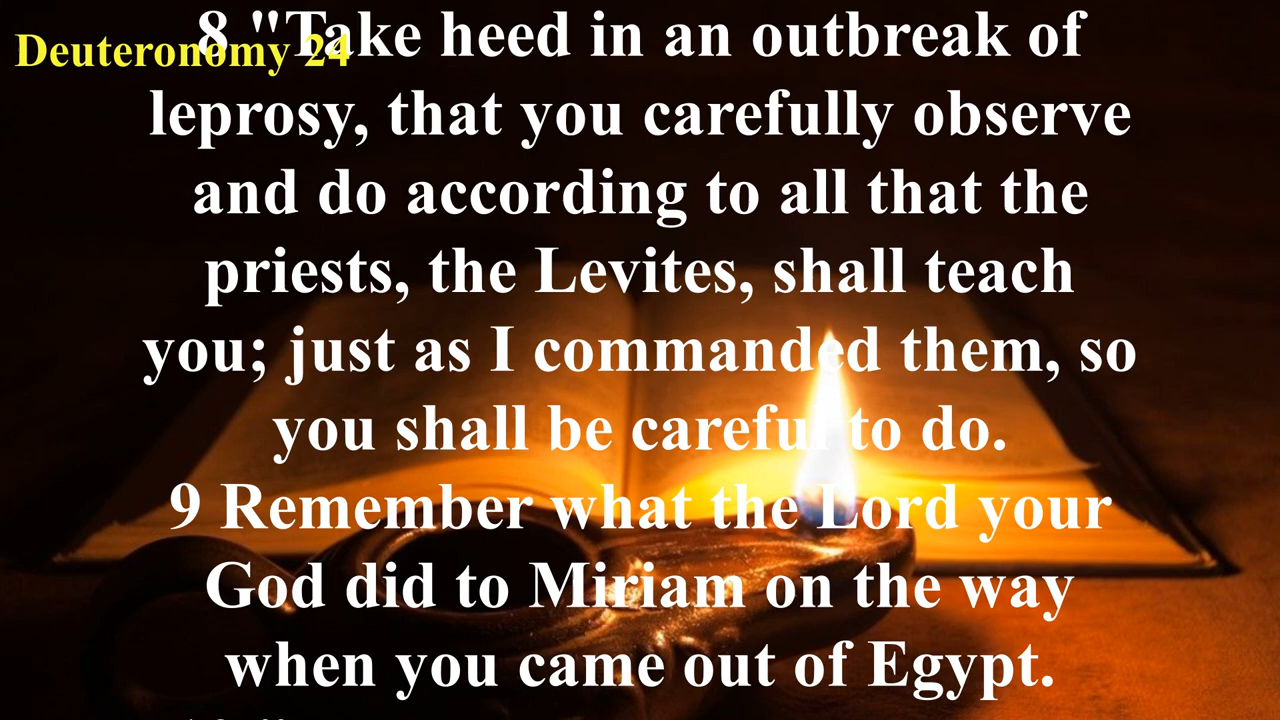 Deuteronomy 24
8 "Take heed in an outbreak of
leprosy, that you carefully observe
and do according to all that the
priests, the Levites, shall teach
you; just as I commanded them, so
you shall be careful to do.
9 Remember what the Lord your
God did to Miriam on the way
when you came out of Egypt.